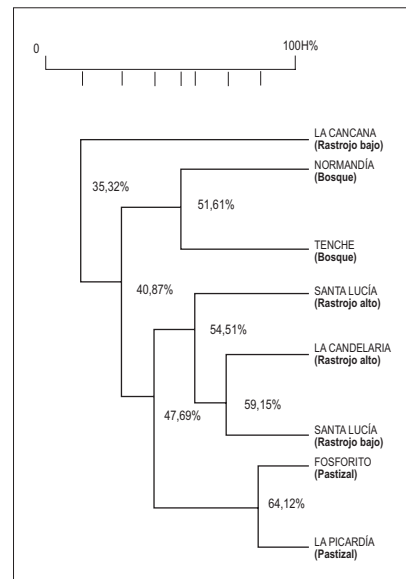 0
100H%
LA CANCANA
(Rastrojo bajo)
NORMANDÍA
(Bosque)
35,32%
51,61%
TENCHE
(Bosque)
40,87%
SANTA LUCÍA
(Rastrojo alto)
54,51%
LA CANDELARIA
(Rastrojo alto)
59,15%
47,69%
SANTA LUCÍA
(Rastrojo bajo)
FOSFORITO
(Pastizal)
64,12%
LA PICARDÍA
(Pastizal)